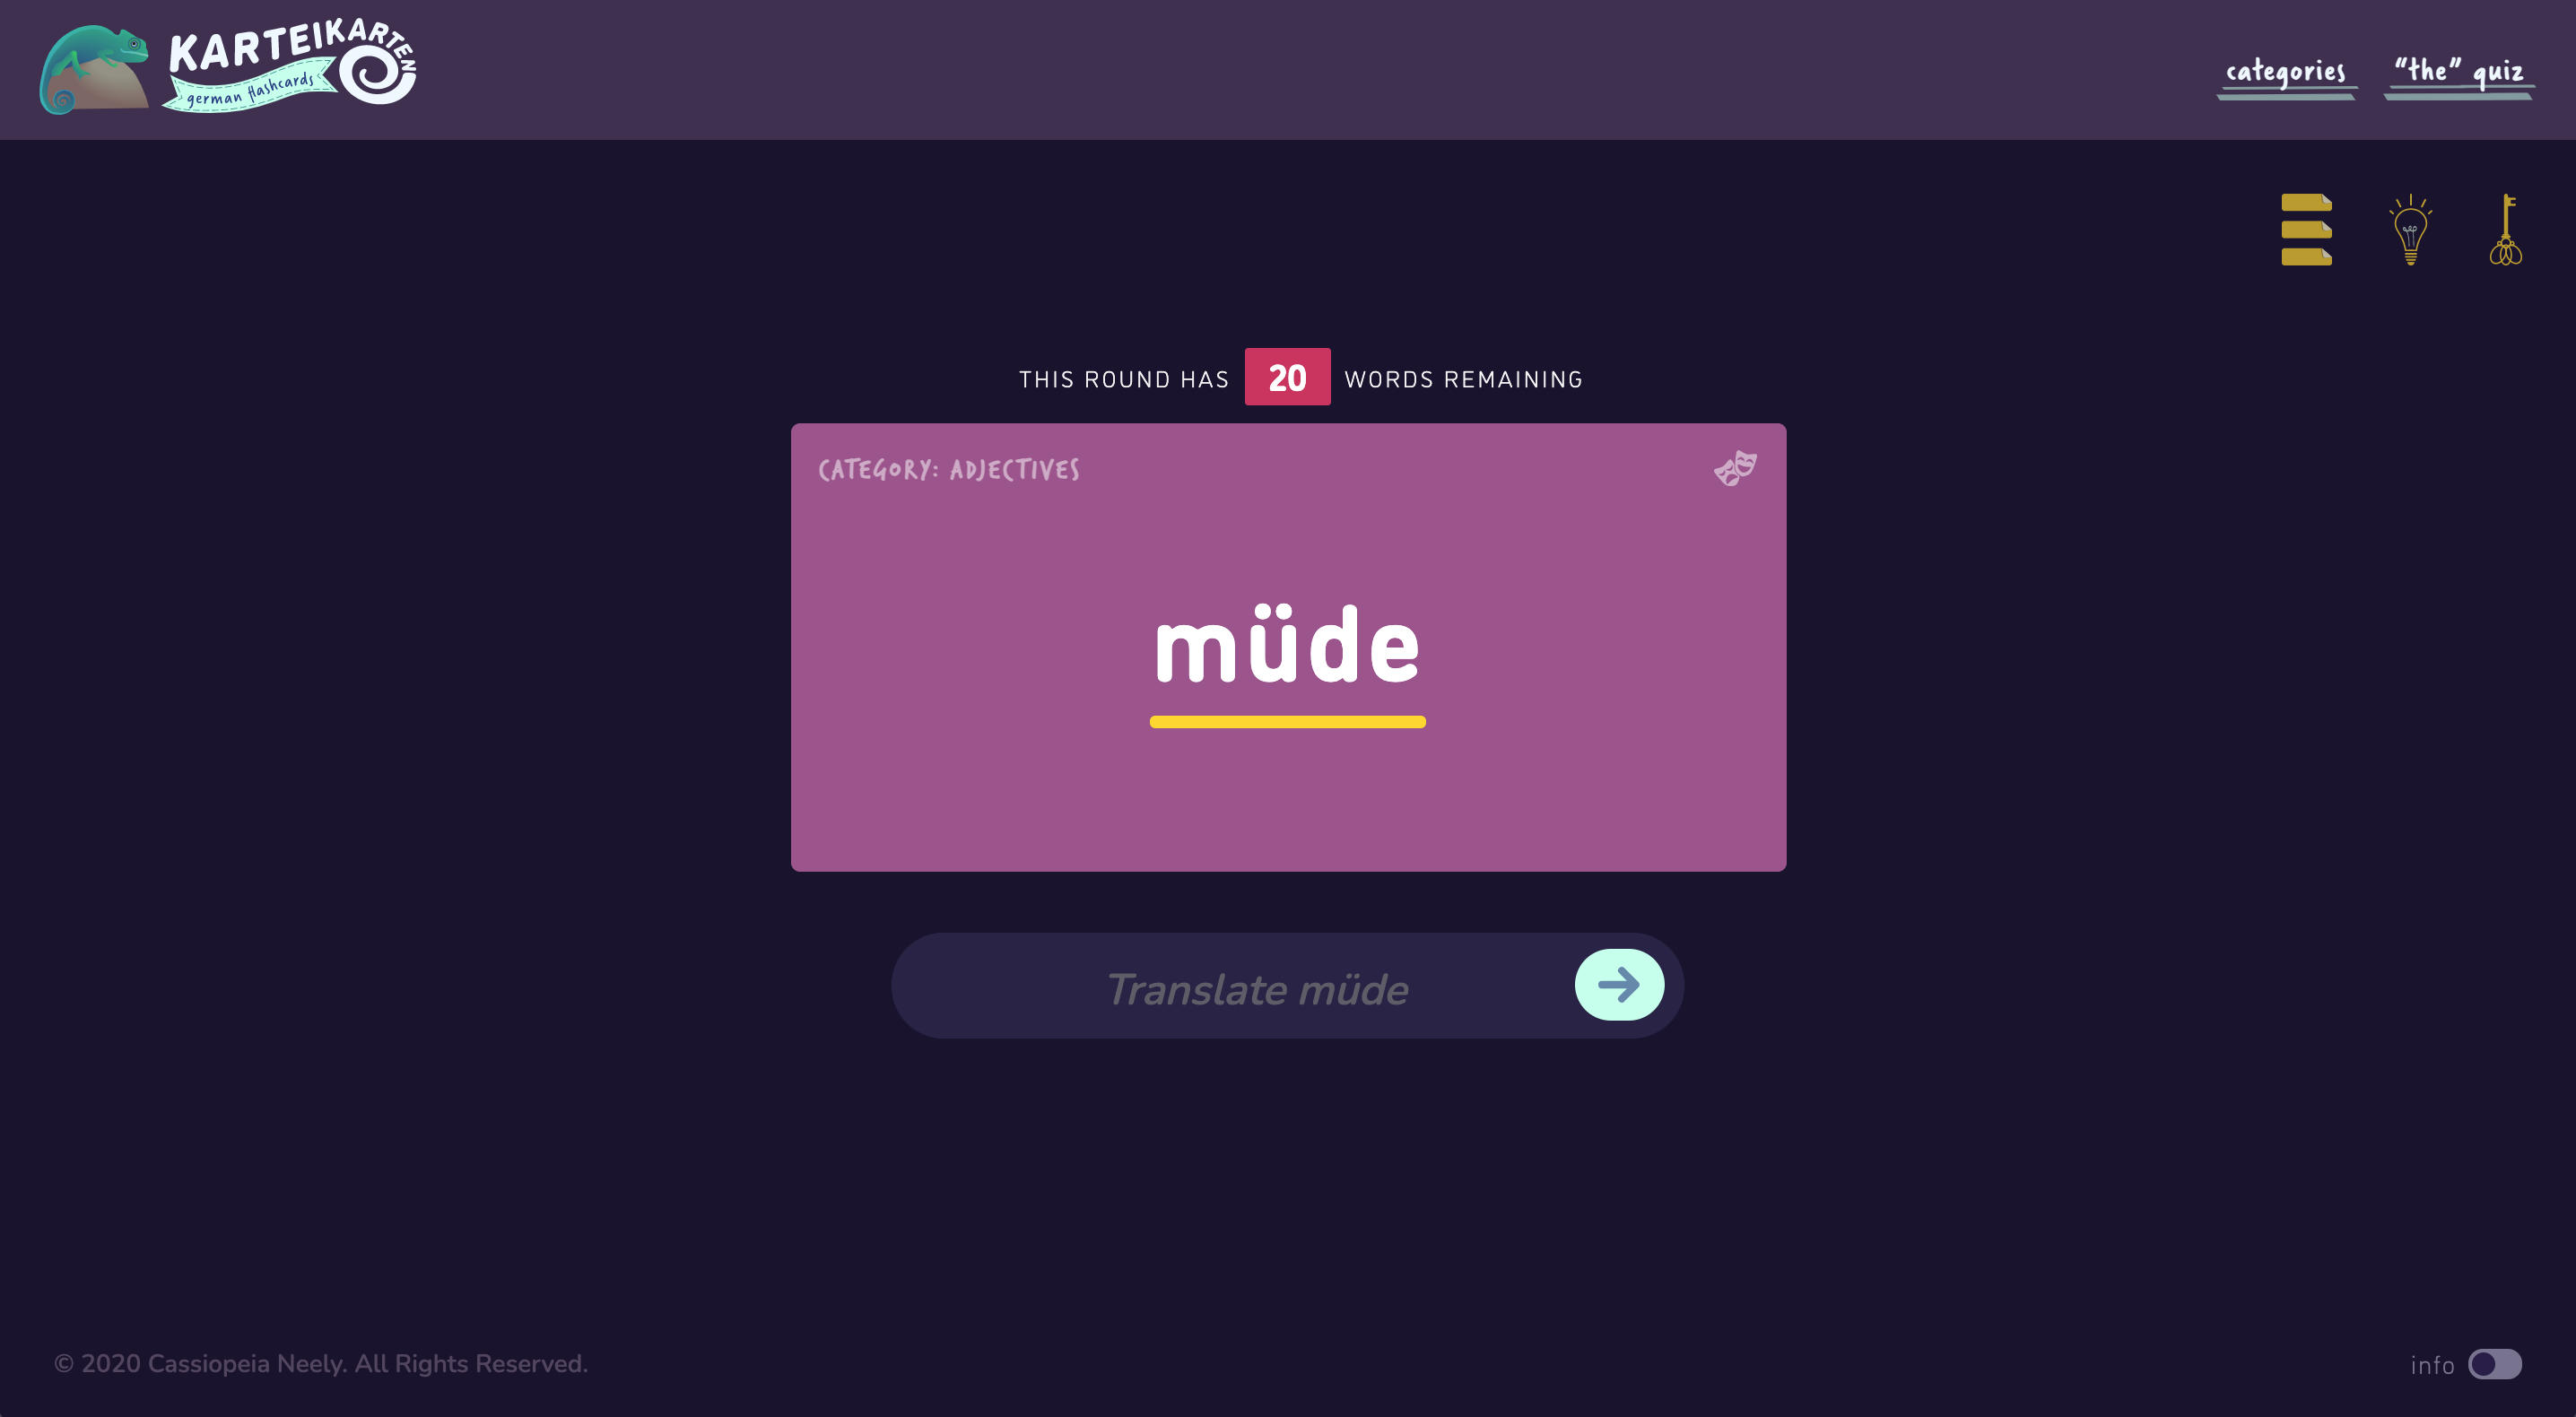 KARTEIKARTEN
german flashcards
categories
“the” quiz
THIS ROUND HAS 20 WORDS REMAINING
CATEGORY: ADJECTIVES
müde
Translate müde
© 2020 Cassiopeia Neely. All Rights Reserved.
info